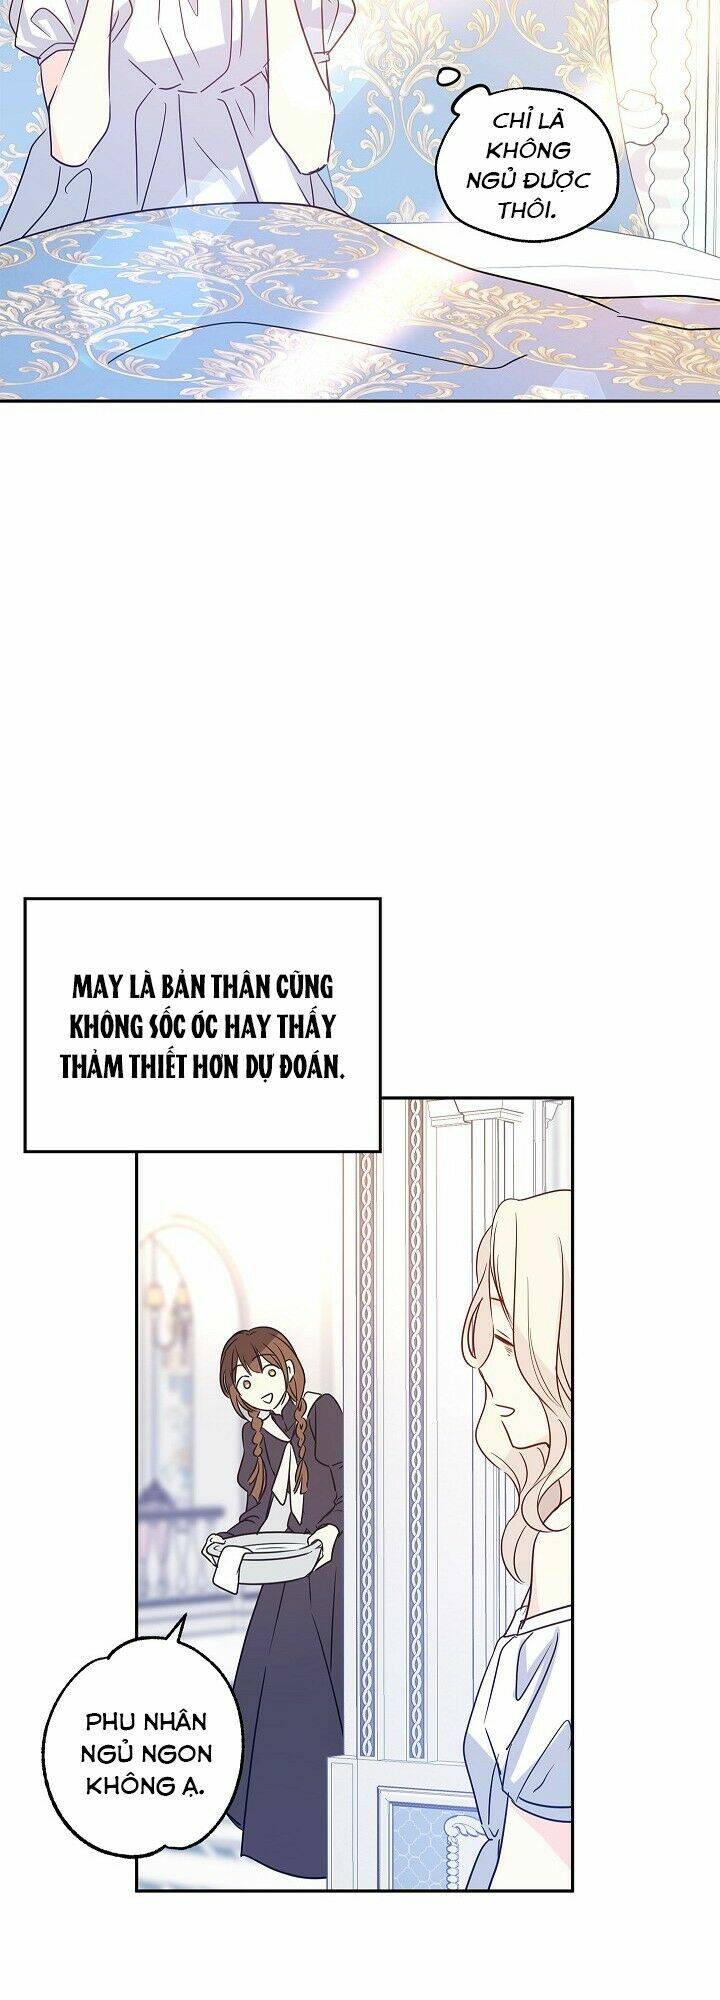 CHỈ LÀ
KHÔNG
NGỦ ĐƯỢC
THÔI.
MAY LÀ BẢN THÂN CŨNG
KHÔNG SỐC ÓC HAY THẤY
THẢM THIẾT HƠN DỰ ĐOÁN.
PHU NHÂN
NGỦ NGON
KHÔNG Ạ.